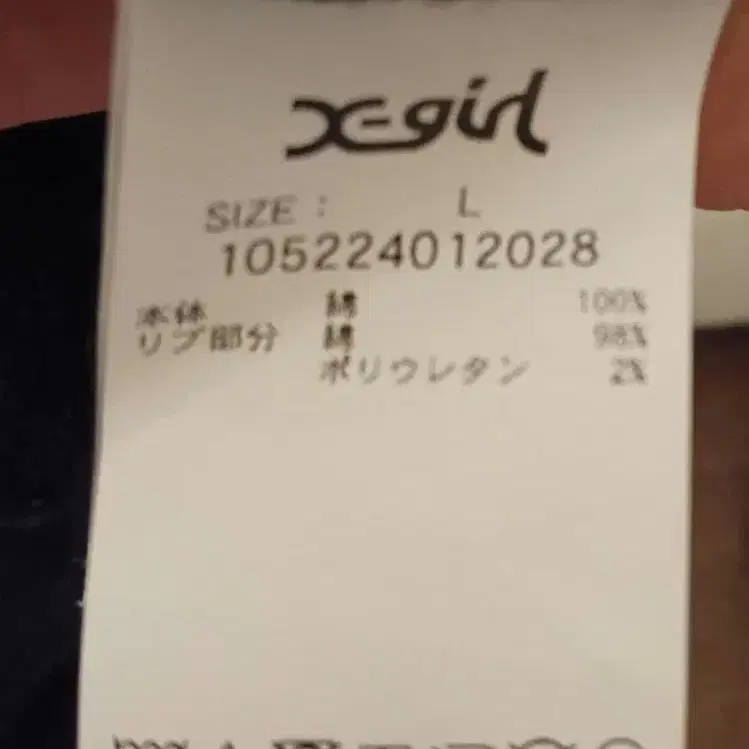 X-girl
SIZE : L
105224012028
本体 綿 100%
リブ部分 綿 98%
ポリウレタン 2%